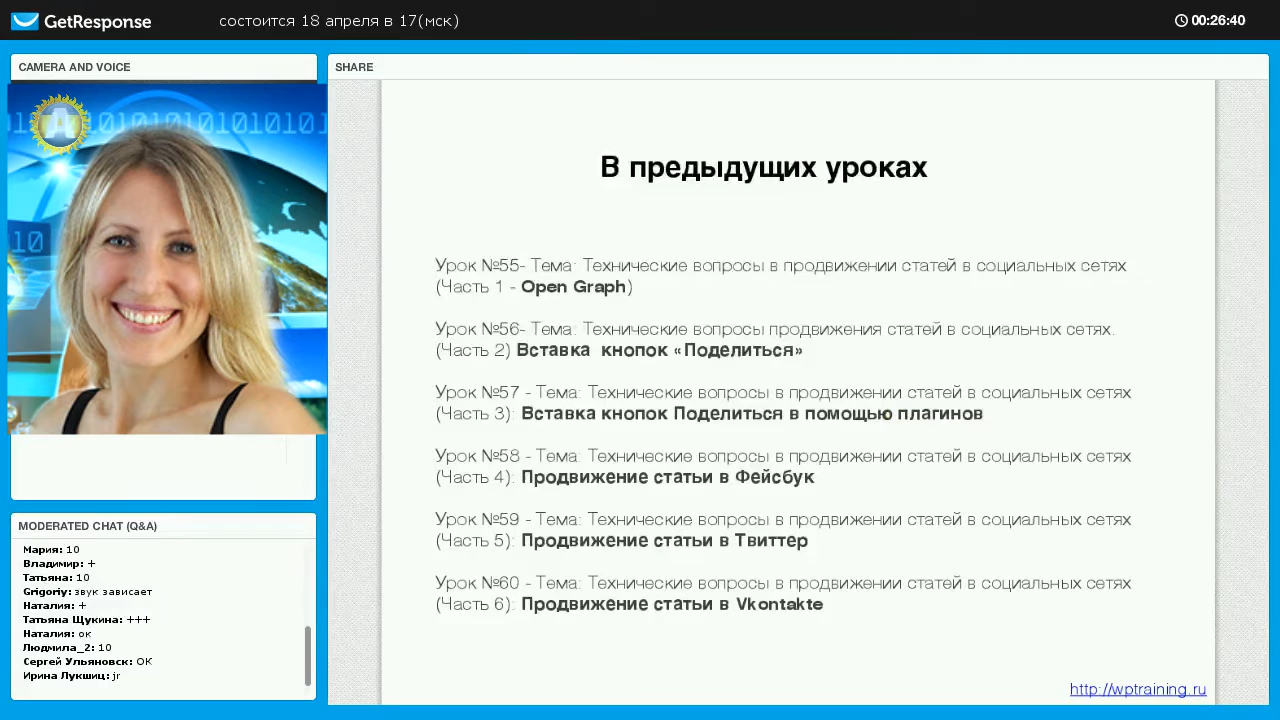 GetResponse
состоится 18 апреля в 17(мск)
00:26:40
CAMERA AND VOICE
MODERATED CHAT (Q&A)
Мария: 10
Владимир: +
Татьяна: 10
Grigoriy: звук зависает
Наталия: +
Татьяна Щукина: +++
Наталия: ок
Людмила_2: 10
Сергей Ульяновск: ОК
Ирина Лукшиц: jr
SHARE
В предыдущих уроках
Урок №55- Тема: Технические вопросы в продвижении статей в социальных сетях
(Часть 1 - Open Graph)
Урок №56- Тема: Технические вопросы продвижения статей в социальных сетях.
(Часть 2) Вставка кнопок «Поделиться»
Урок №57 - Тема: Технические вопросы в продвижении статей в социальных сетях
(Часть 3): Вставка кнопок Поделиться в помощью плагинов
Урок №58 - Тема: Технические вопросы в продвижении статей в социальных сетях
(Часть 4): Продвижение статьи в Фейсбук
Урок №59 - Тема: Технические вопросы в продвижении статей в социальных сетях
(Часть 5): Продвижение статьи в Твиттер
Урок №60 - Тема: Технические вопросы в продвижении статей в социальных сетях
(Часть 6): Продвижение статьи в Vkontakte
http://wptraining.ru